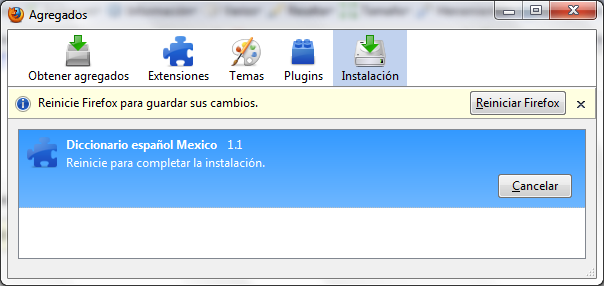 Agregados
Obtener agregados Extensiones Temas Plugins Instalación
Reinicie Firefox para guardar sus cambios. Reiniciar Firefox
Diccionario español Mexico 1.1
Reinicie para completar la instalación.
Cancelar